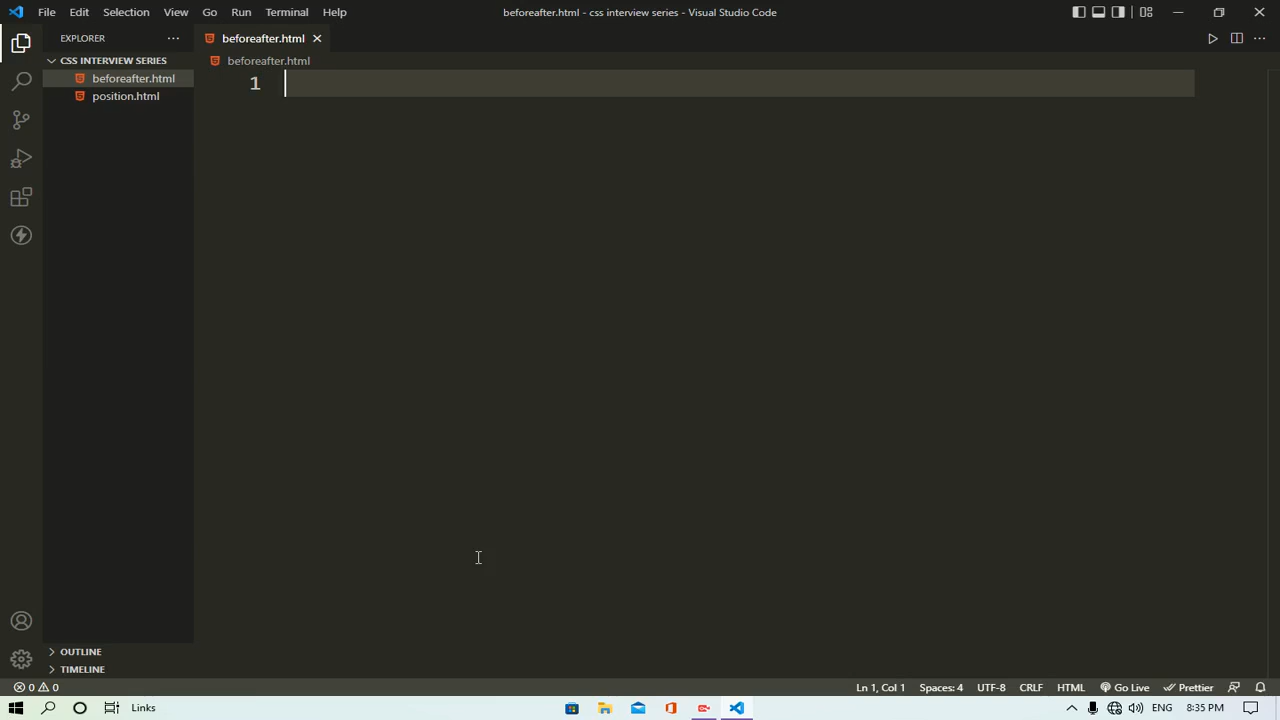 File Edit Selection View Go Run Terminal Help
beforeafter.html - css interview series - Visual Studio Code
EXPLORER
CSS INTERVIEW SERIES
beforeafter.html
position.html
OUTLINE
TIMELINE
beforeafter.html
beforeafter.html
1
0 0
Ln 1, Col 1 Spaces: 4 UTF-8 CRLF HTML Go Live Prettier
Links
ENG 8:35 PM